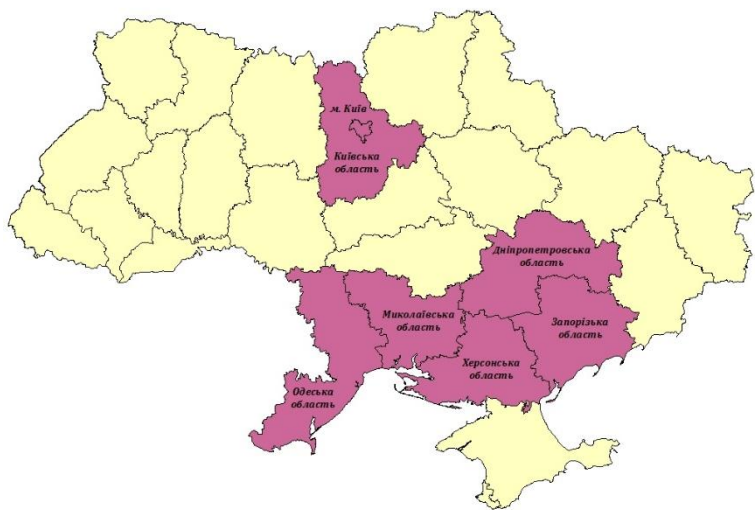 м. Київ
Київська
область
Дніпропетровська
область
Миколаївська
область
Запорізька
область
Херсонська
область
Одеська
область